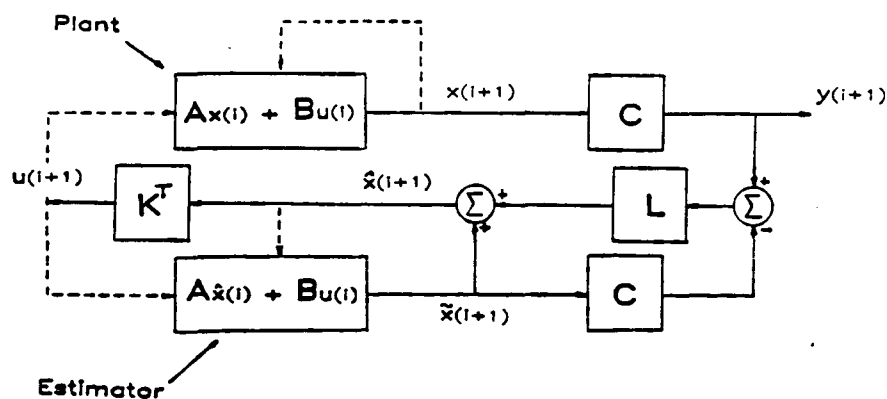 Plant
Ax(i) + Bu(i)
x(i+1)
C
y(i+1)
u(i+1)
K^T
x̂(i+1)
Σ
+
+
L
Σ
+
−
Ax̂(i) + Bu(i)
x̃(i+1)
C
Estimator